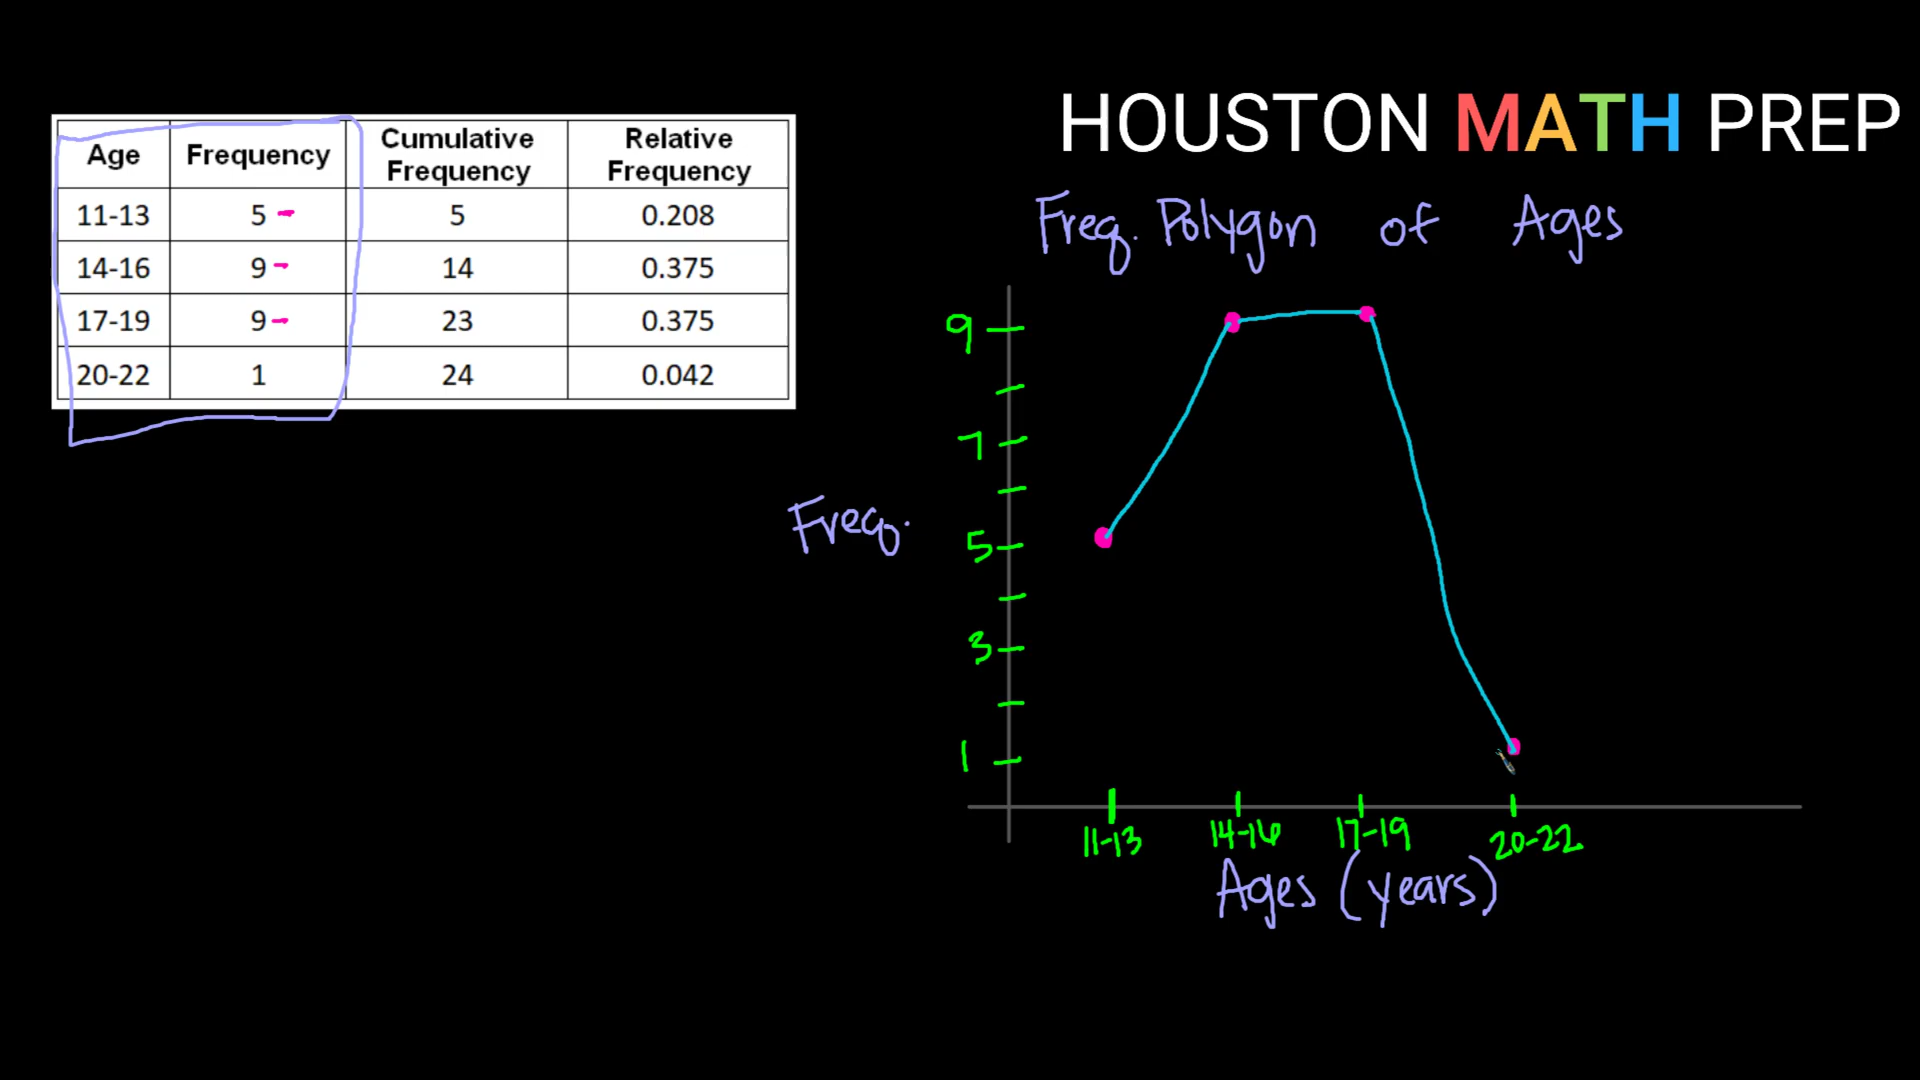 HOUSTON MATH PREP
Age Frequency Cumulative Frequency Relative Frequency
11-13 5 5 0.208
14-16 9 14 0.375
17-19 9 23 0.375
20-22 1 24 0.042
Freq. Polygon of Ages
9
7
5
3
1
Freq.
11-13 14-16 17-19 20-22
Ages (years)